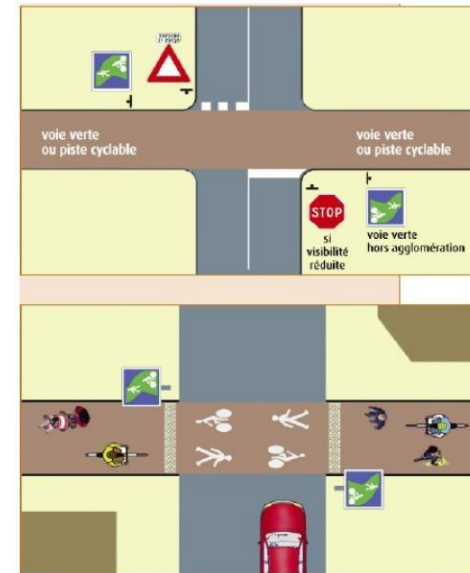 voie verte
ou piste cyclable
voie verte
ou piste cyclable
STOP
si
visibilité
réduite
voie verte
hors agglomération